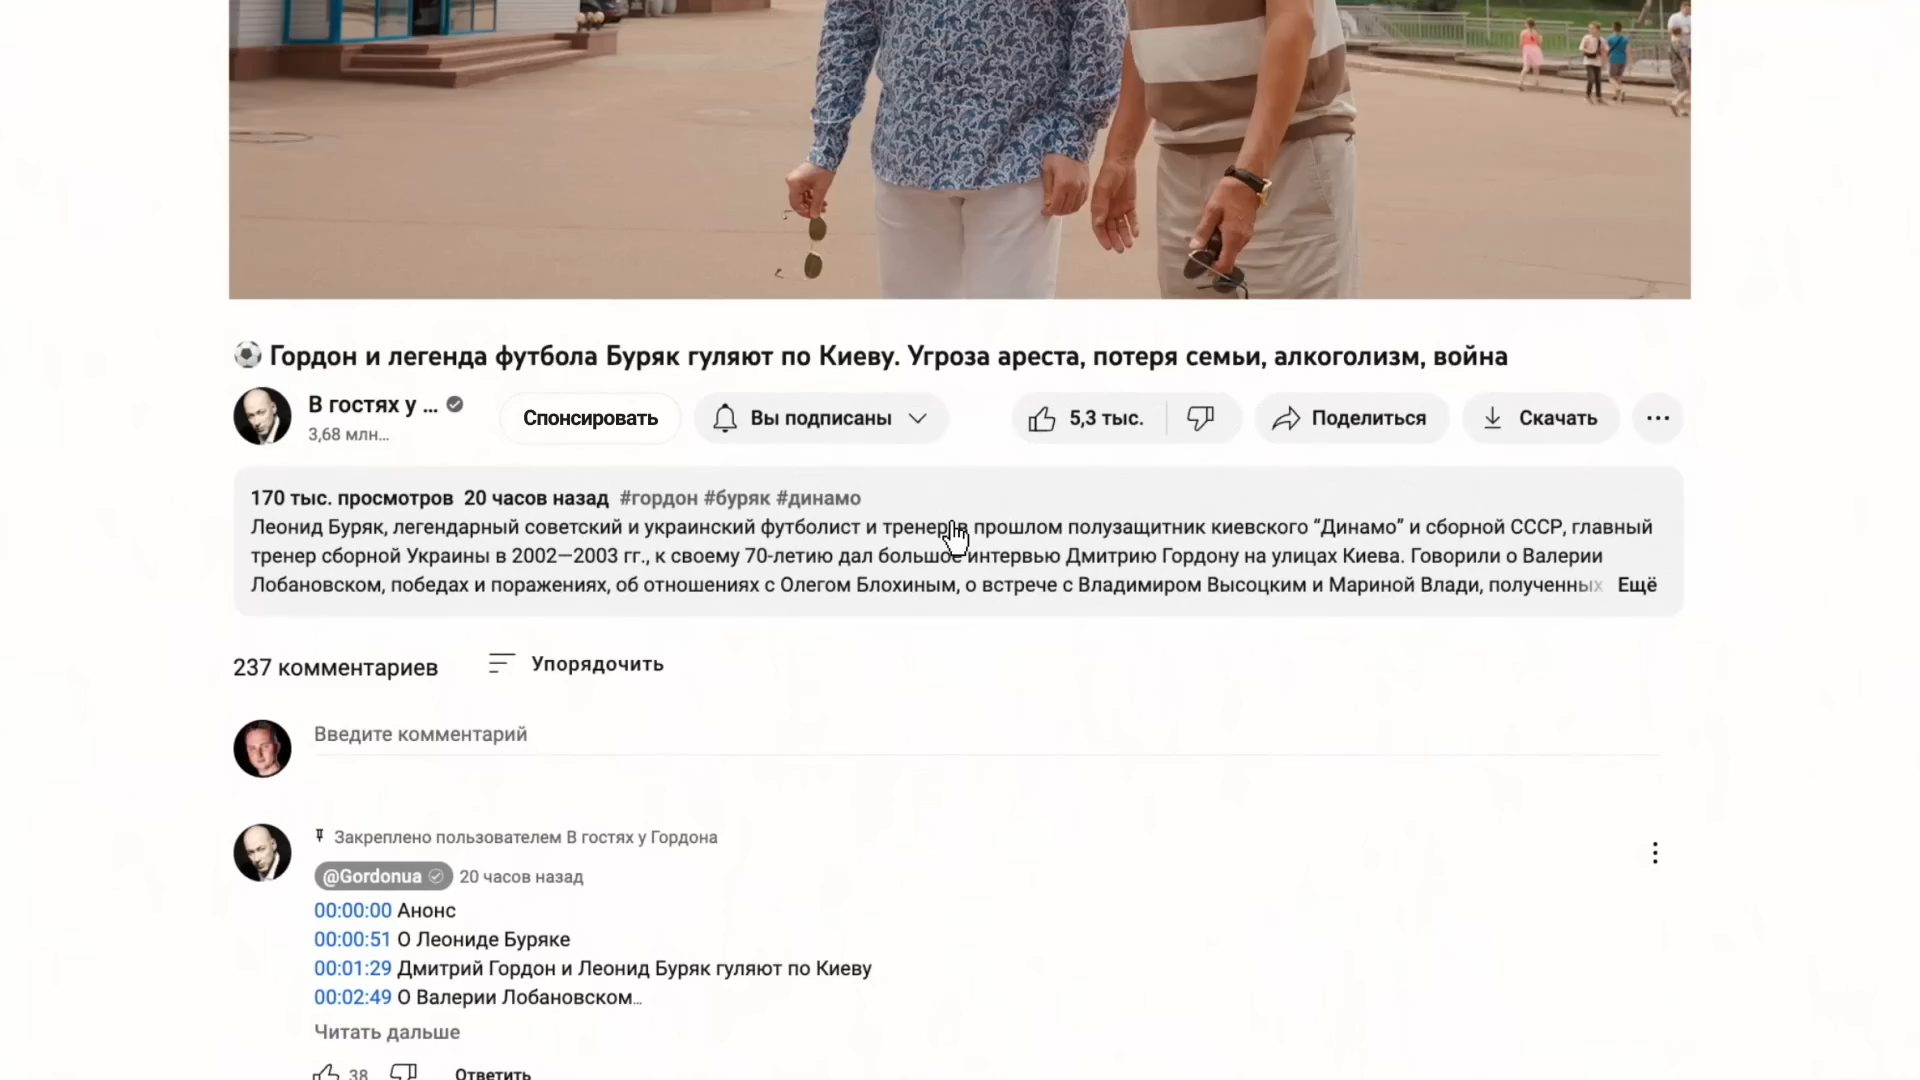 Гордон и легенда футбола Буряк гуляют по Киеву. Угроза ареста, потеря семьи, алкоголизм, война
В гостях у ...
3,68 млн...
Спонсировать
Вы подписаны
5,3 тыс.
Поделиться
Скачать
170 тыс. просмотров 20 часов назад #гордон #буряк #динамо
Леонид Буряк, легендарный советский и украинский футболист и тренер в прошлом полузащитник киевского “Динамо” и сборной СССР, главный
тренер сборной Украины в 2002—2003 гг., к своему 70-летию дал большое интервью Дмитрию Гордону на улицах Киева. Говорили о Валерии
Лобановском, победах и поражениях, об отношениях с Олегом Блохиным, о встрече с Владимиром Высоцким и Мариной Влади, полученных Ещё
237 комментариев
Упорядочить
Введите комментарий
Закреплено пользователем В гостях у Гордона
@Gordonua 20 часов назад
00:00:00 Анонс
00:00:51 О Леониде Буряке
00:01:29 Дмитрий Гордон и Леонид Буряк гуляют по Киеву
00:02:49 О Валерии Лобановском...
Читать дальше
38
Ответить